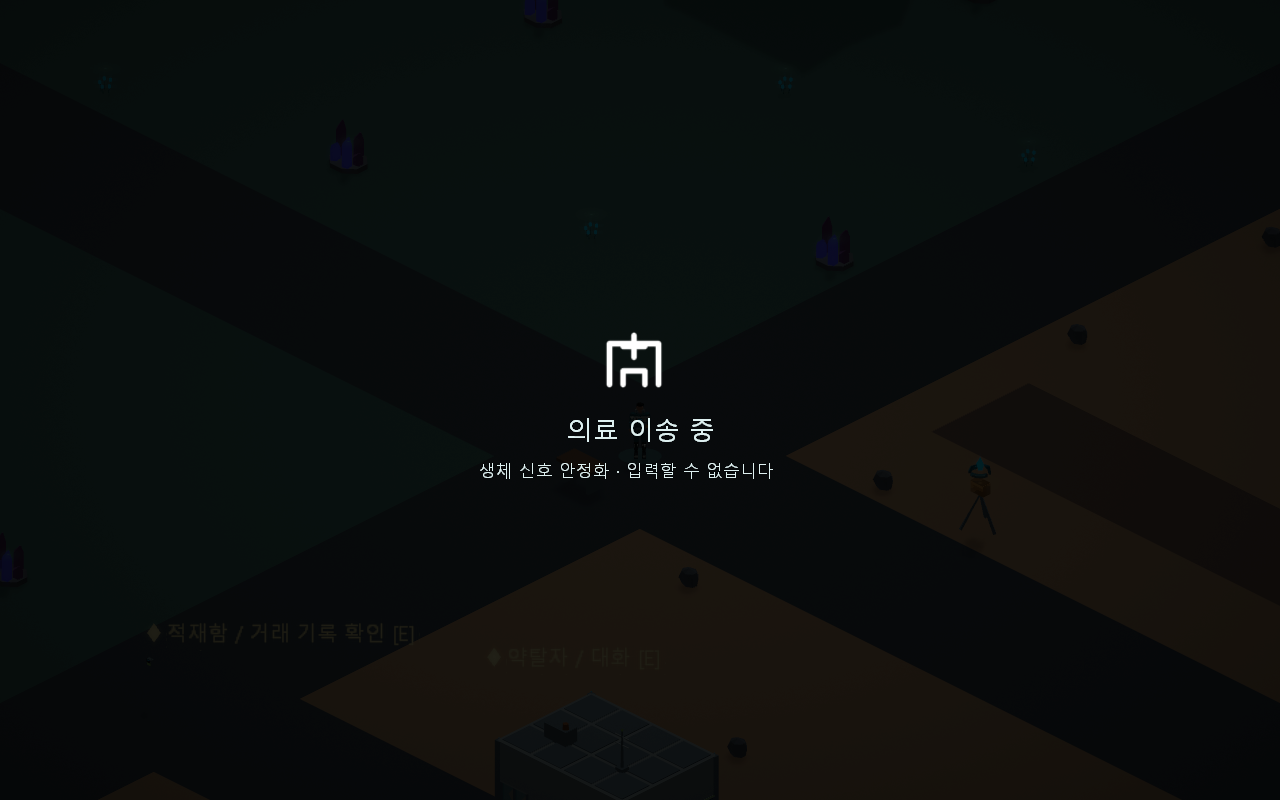 의료 이송 중
생체 신호 안정화 · 입력할 수 없습니다
적재함 / 거래 기록 확인 [E]
약탈자 / 대화 [E]